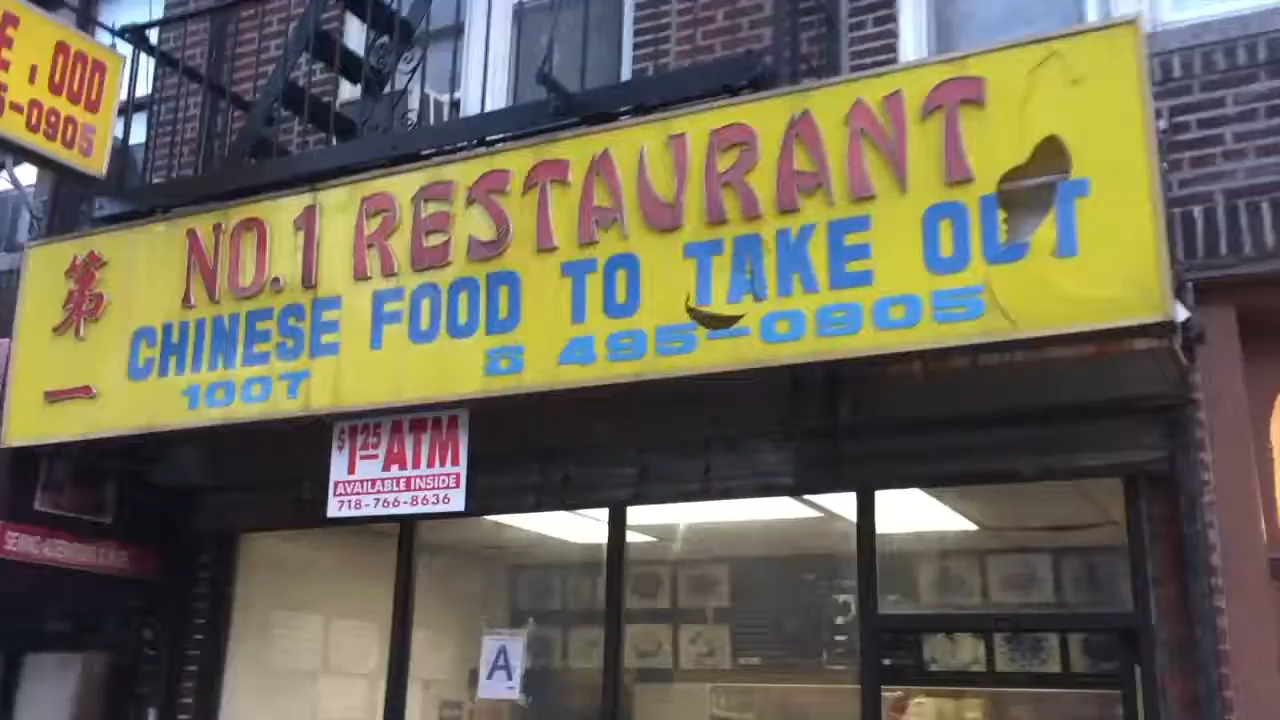 E OOD
5-0905
第一
NO.1 RESTAURANT
CHINESE FOOD TO TAKE OUT
1007
6 495-0905
$1.25 ATM
AVAILABLE INSIDE
718-766-8636
A